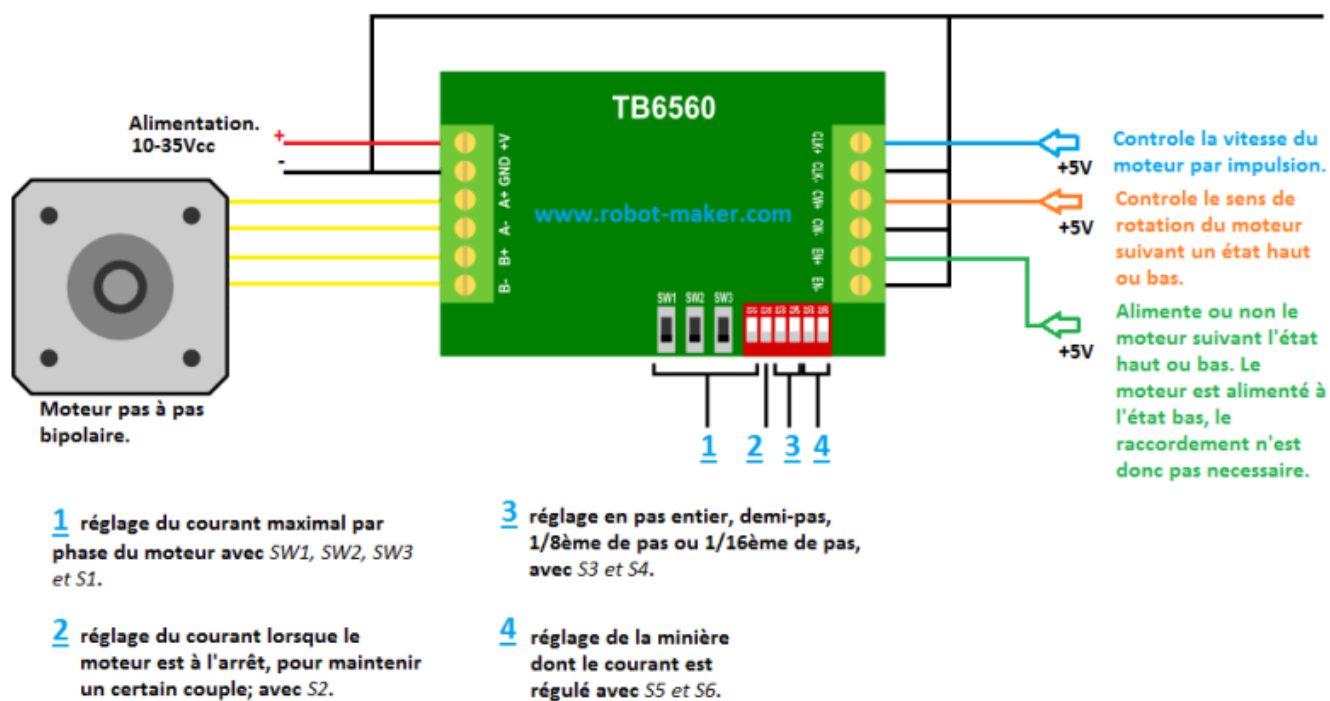 TB6560
www.robot-maker.com
Alimentation.
10-35Vcc
+
-
+V
GND
A+
A-
B+
B-
CLK+
CLK-
CW+
CW-
EN+
EN-
SW1 SW2 SW3
S1 S2 S3 S4 S5 S6
Moteur pas à pas
bipolaire.
+5V
Controle la vitesse du
moteur par impulsion.
+5V
Controle le sens de
rotation du moteur
suivant un état haut
ou bas.
+5V
Alimente ou non le
moteur suivant l'état
haut ou bas. Le
moteur est alimenté à
l'état bas, le
raccordement n'est
donc pas necessaire.
1 2 3 4
1 réglage du courant maximal par
phase du moteur avec SW1, SW2, SW3
et S1.
2 réglage du courant lorsque le
moteur est à l'arrêt, pour maintenir
un certain couple; avec S2.
3 réglage en pas entier, demi-pas,
1/8ème de pas ou 1/16ème de pas,
avec S3 et S4.
4 réglage de la minière
dont le courant est
régulé avec S5 et S6.